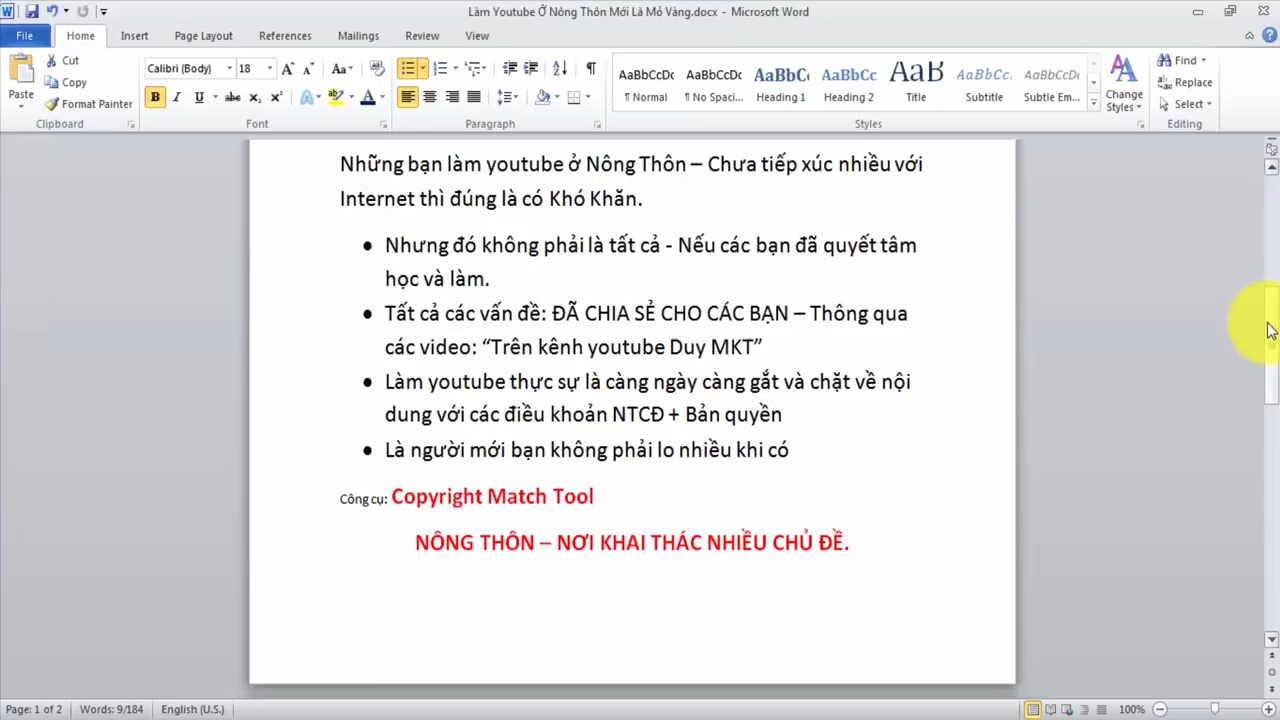 Làm Youtube Ở Nông Thôn Mới Là Mỏ Vàng.docx - Microsoft Word
File Home Insert Page Layout References Mailings Review View
Paste
Cut
Copy
Format Painter
Calibri (Body) 18
AaBbCcDc AaBbCcDc AaBbC AaBbCc AaB AaBbCcL AaBbCcDc
¶ Normal ¶ No Spaci... Heading 1 Heading 2 Title Subtitle Subtle Em...
Change Styles
Find
Replace
Select
Clipboard Font Paragraph Styles Editing
Những bạn làm youtube ở Nông Thôn – Chưa tiếp xúc nhiều với
Internet thì đúng là có Khó Khăn.
• Nhưng đó không phải là tất cả - Nếu các bạn đã quyết tâm
học và làm.
• Tất cả các vấn đề: ĐÃ CHIA SẺ CHO CÁC BẠN – Thông qua
các video: “Trên kênh youtube Duy MKT”
• Làm youtube thực sự là càng ngày càng gắt và chặt về nội
dung với các điều khoản NTCĐ + Bản quyền
• Là người mới bạn không phải lo nhiều khi có
Công cụ: Copyright Match Tool
NÔNG THÔN – NƠI KHAI THÁC NHIỀU CHỦ ĐỀ.
Page: 1 of 2 Words: 9/184 English (U.S.) 100%